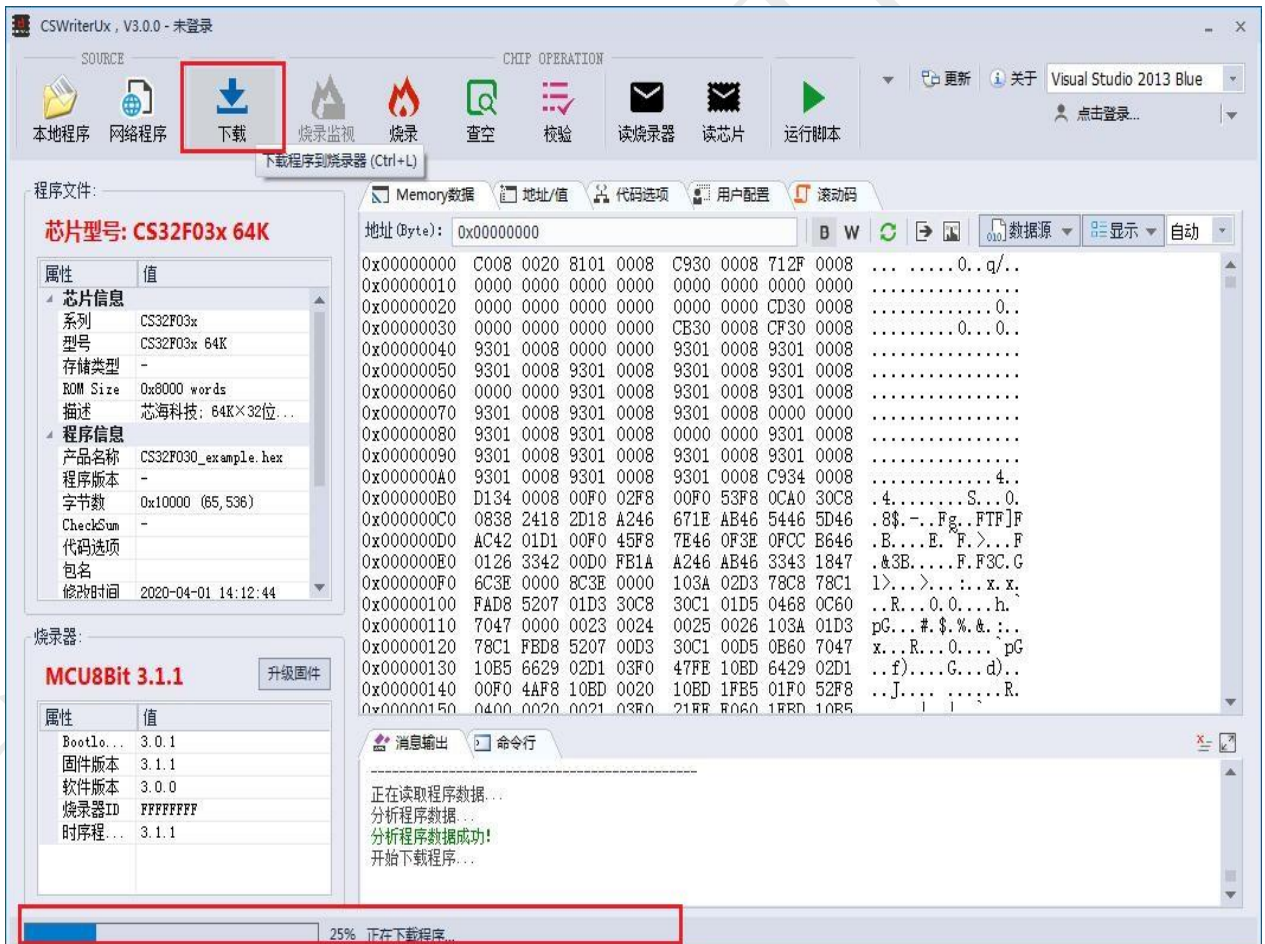 CSWriterUx , V3.0.0 - 未登录
SOURCE
CHIP OPERATION
本地程序 网络程序 下载 烧录监视 烧录 查空 校验 读烧录器 读芯片 运行脚本
更新 关于 Visual Studio 2013 Blue
点击登录...
下载程序到烧录器 (Ctrl+L)
程序文件:
芯片型号: CS32F03x 64K
属性 值
芯片信息
系列 CS32F03x
型号 CS32F03x 64K
存储类型 -
ROM Size 0x8000 words
描述 芯海科技: 64K×32位...
程序信息
产品名称 CS32F030_example.hex
程序版本 -
字节数 0x10000 (65,536)
CheckSum -
代码选项
包名
修改时间 2020-04-01 14:12:44
烧录器:
MCU8Bit 3.1.1 升级固件
属性 值
Bootlo... 3.0.1
固件版本 3.1.1
软件版本 3.0.0
烧录器ID FFFFFFFF
时序程... 3.1.1
Memory数据 地址/值 代码选项 用户配置 滚动码
地址(Byte): 0x00000000 B W 数据源 显示 自动
0x00000000 C008 0020 8101 0008 C930 0008 712F 0008 ... .....0..q/..
0x00000010 0000 0000 0000 0000 0000 0000 0000 0000 ................
0x00000020 0000 0000 0000 0000 0000 0000 CD30 0008 .............0..
0x00000030 0000 0000 0000 0000 CB30 0008 CF30 0008 .........0...0..
0x00000040 9301 0008 0000 0000 9301 0008 9301 0008 ................
0x00000050 9301 0008 9301 0008 9301 0008 9301 0008 ................
0x00000060 0000 0000 9301 0008 9301 0008 9301 0008 ................
0x00000070 9301 0008 9301 0008 9301 0008 0000 0000 ................
0x00000080 9301 0008 9301 0008 0000 0000 9301 0008 ................
0x00000090 9301 0008 9301 0008 9301 0008 9301 0008 ................
0x000000A0 9301 0008 9301 0008 9301 0008 C934 0008 .............4..
0x000000B0 D134 0008 00F0 02F8 00F0 53F8 0CA0 30C8 .4........S...0.
0x000000C0 0838 2418 2D18 A246 671E AB46 5446 5D46 .8$.-..Fg..FTF]F
0x000000D0 AC42 01D1 00F0 45F8 7E46 0F3E 0FCC B646 .B....E.~F.>...F
0x000000E0 0126 3342 00D0 FB1A A246 AB46 3343 1847 .&3B.....F.F3C.G
0x000000F0 6C3E 0000 8C3E 0000 103A 02D3 78C8 78C1 l>...>...:..x.x.
0x00000100 FAD8 5207 01D3 30C8 30C1 01D5 0468 0C60 ..R...0.0....h.`
0x00000110 7047 0000 0023 0024 0025 0026 103A 01D3 pG...#.$.%.&.:..
0x00000120 78C1 FBD8 5207 00D3 30C1 00D5 0B60 7047 x...R...0....`pG
0x00000130 10B5 6629 02D1 03F0 47FE 10BD 6429 02D1 ..f)....G...d)..
0x00000140 00F0 4AF8 10BD 0020 10BD 1FB5 01F0 52F8 ..J.... ......R.
0x00000150 0400 0020 0021 03F0
消息输出 命令行
------------------------------------------------
正在读取程序数据...
分析程序数据...
分析程序数据成功!
开始下载程序...
25% 正在下载程序...